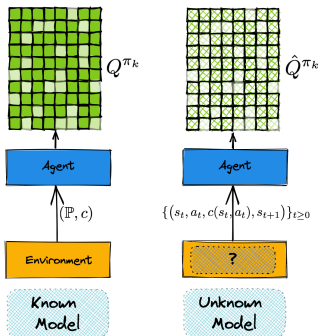 Q^{π_k}
Q̂^{π_k}
Agent
Agent
(ℙ, c)
{(s_t, a_t, c(s_t, a_t), s_{t+1})}_{t≥0}
Environment
?
Known
Model
Unknown
Model